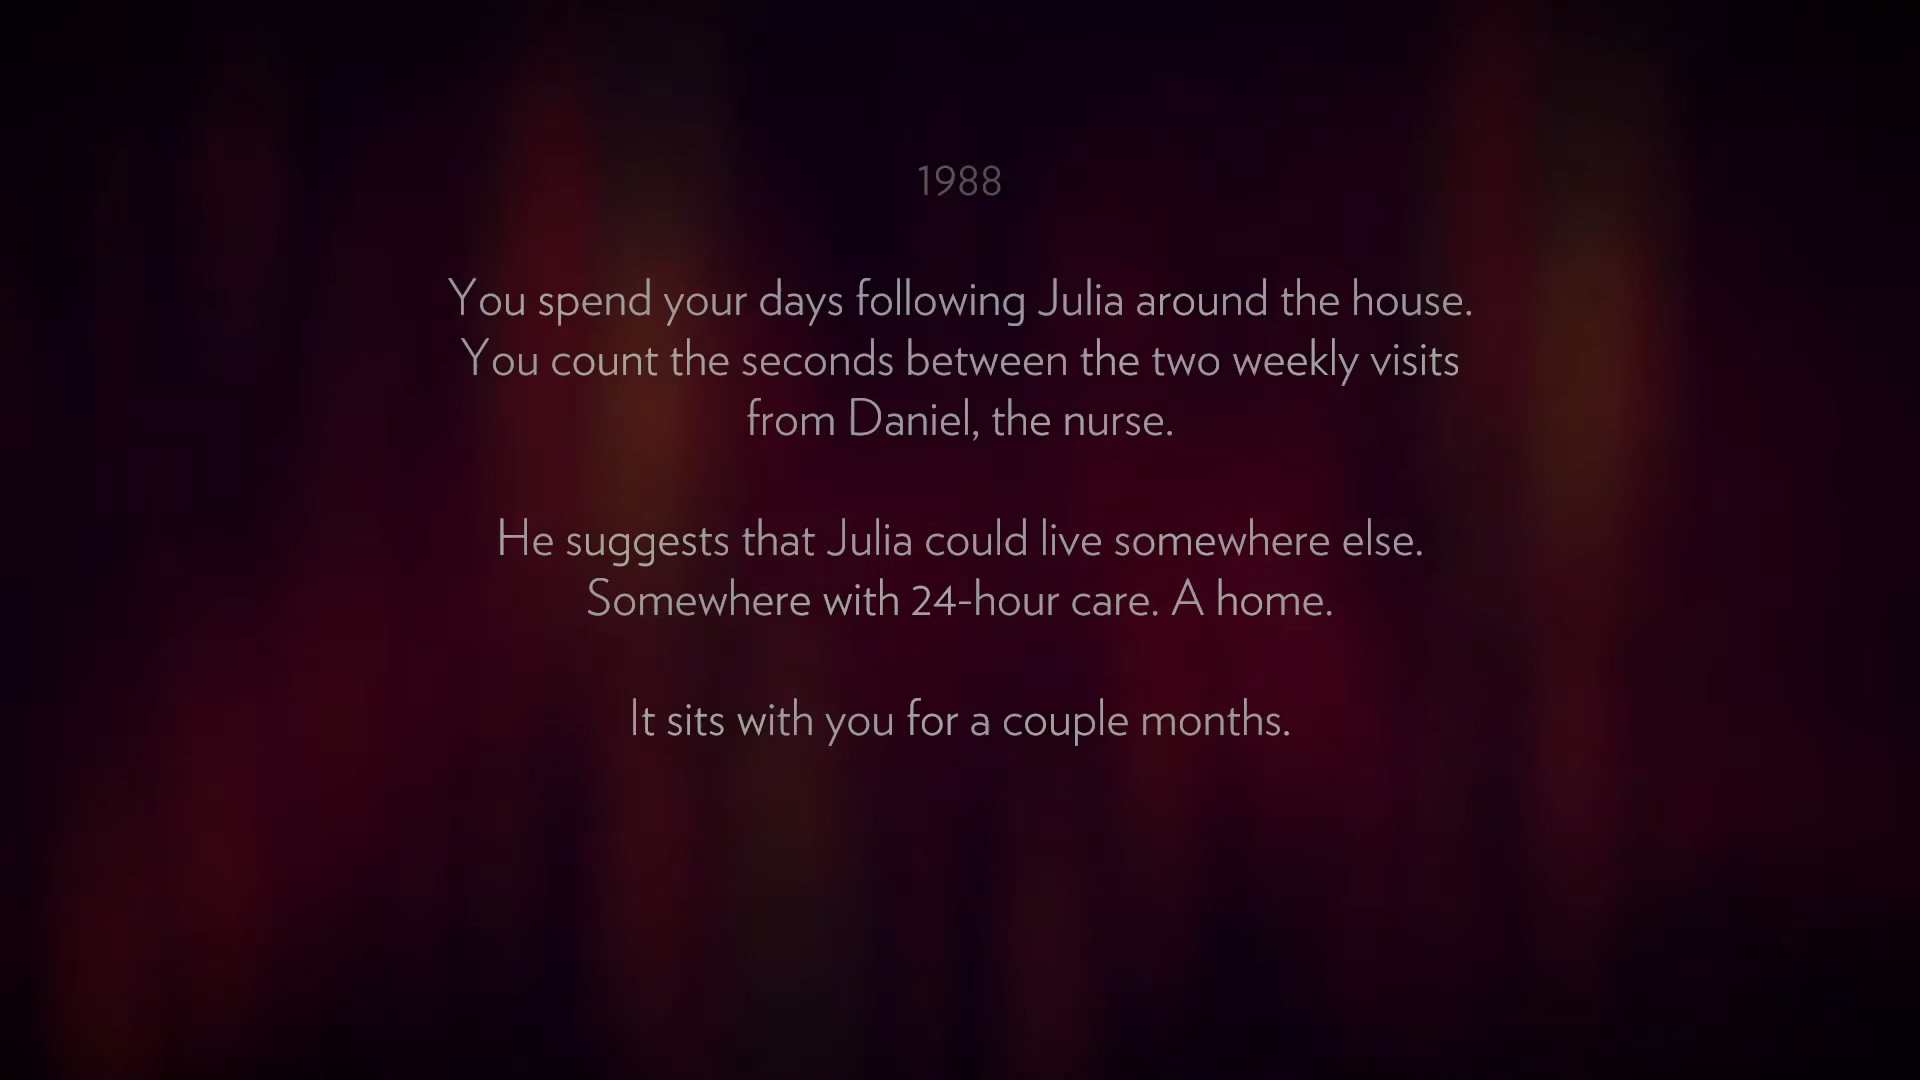 1988
You spend your days following Julia around the house.
You count the seconds between the two weekly visits
from Daniel, the nurse.
He suggests that Julia could live somewhere else.
Somewhere with 24-hour care. A home.
It sits with you for a couple months.